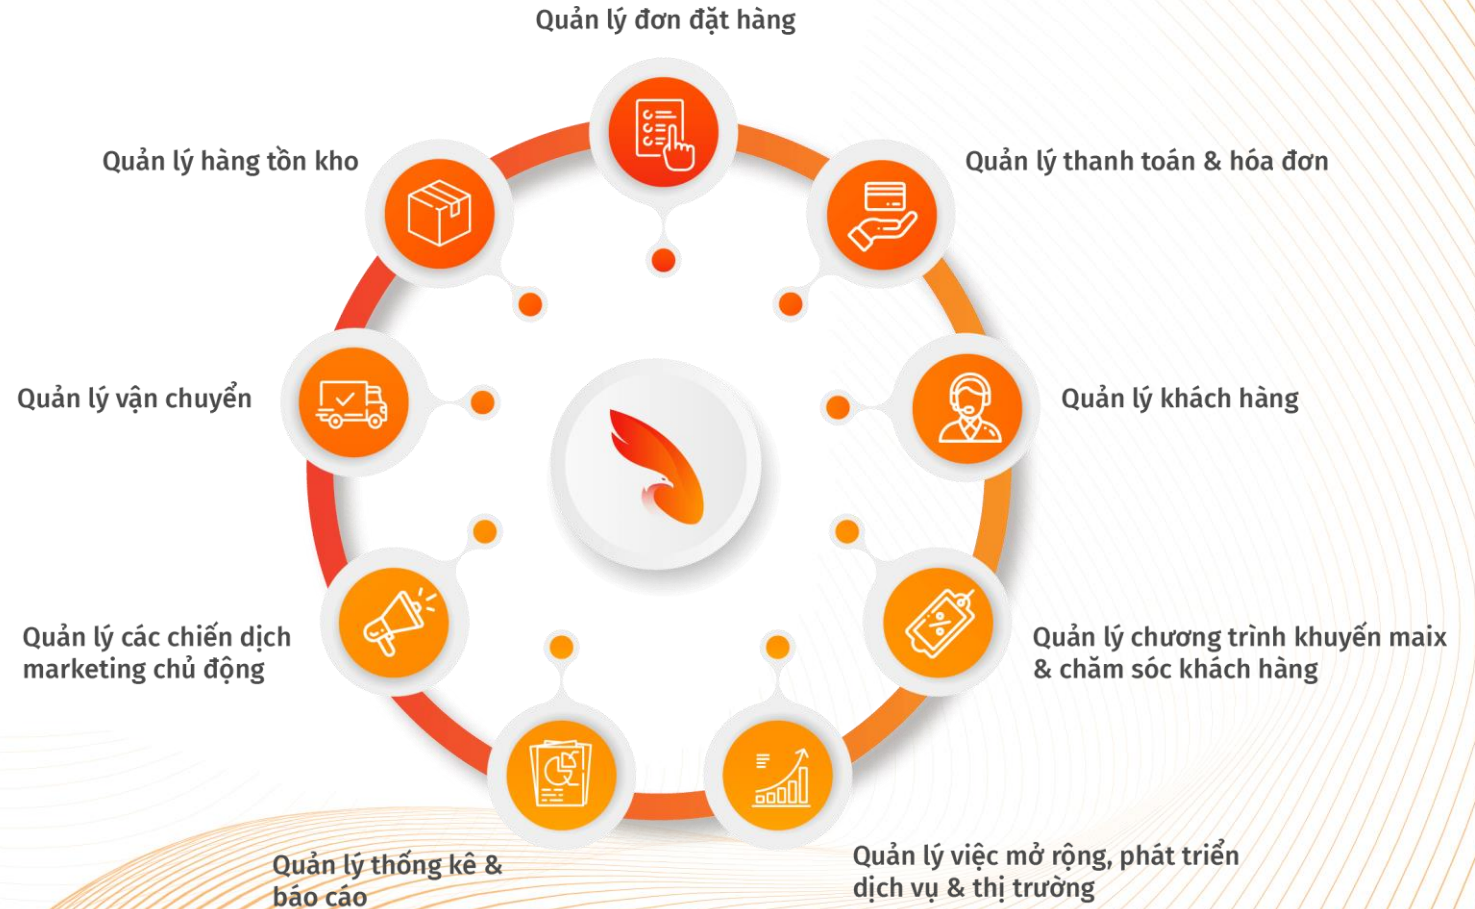 Quản lý đơn đặt hàng
Quản lý hàng tồn kho
Quản lý thanh toán & hóa đơn
Quản lý vận chuyển
Quản lý khách hàng
Quản lý các chiến dịch
marketing chủ động
Quản lý chương trình khuyến maix
& chăm sóc khách hàng
Quản lý thống kê &
báo cáo
Quản lý việc mở rộng, phát triển
dịch vụ & thị trường